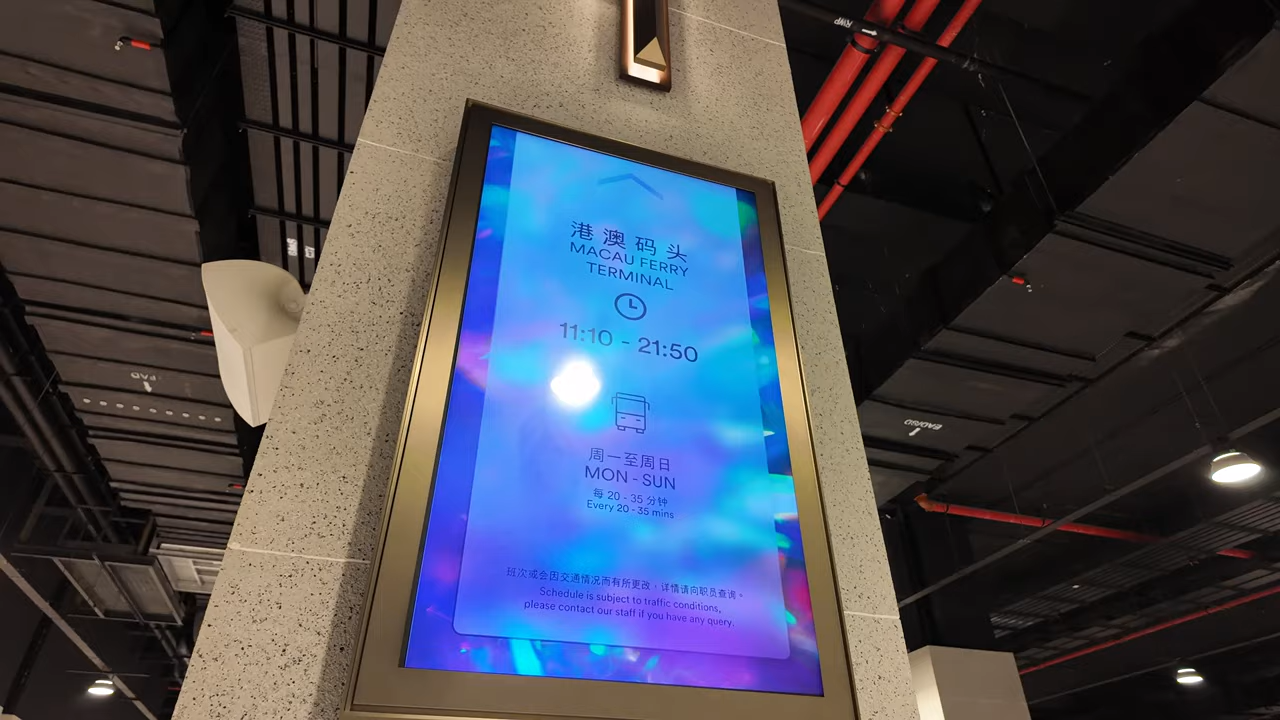 RWP
港澳码头
MACAU FERRY
TERMINAL
11:10 - 21:50
周一至周日
MON - SUN
每 20 - 35 分钟
Every 20 - 35 mins
班次或会因交通情况而有所更改，详情请向职员查询。
Schedule is subject to traffic conditions,
please contact our staff if you have any query.
FAD